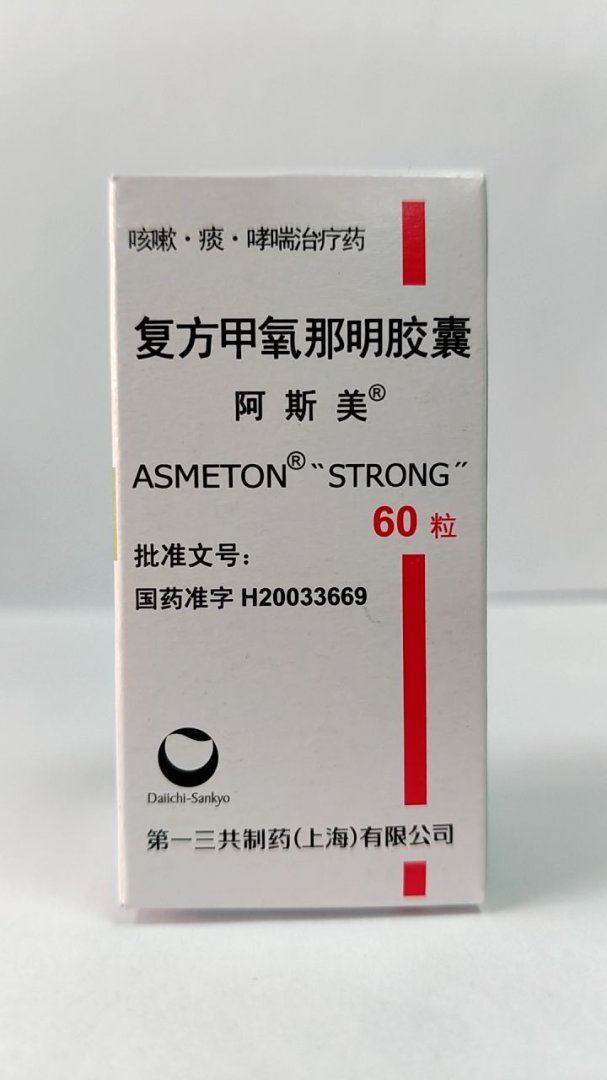 咳嗽·痰·哮喘治疗药
复方甲氧那明胶囊
阿斯美®
ASMETON® "STRONG"
60 粒
批准文号：
国药准字 H20033669
Daiichi-Sankyo
第一三共制药(上海)有限公司